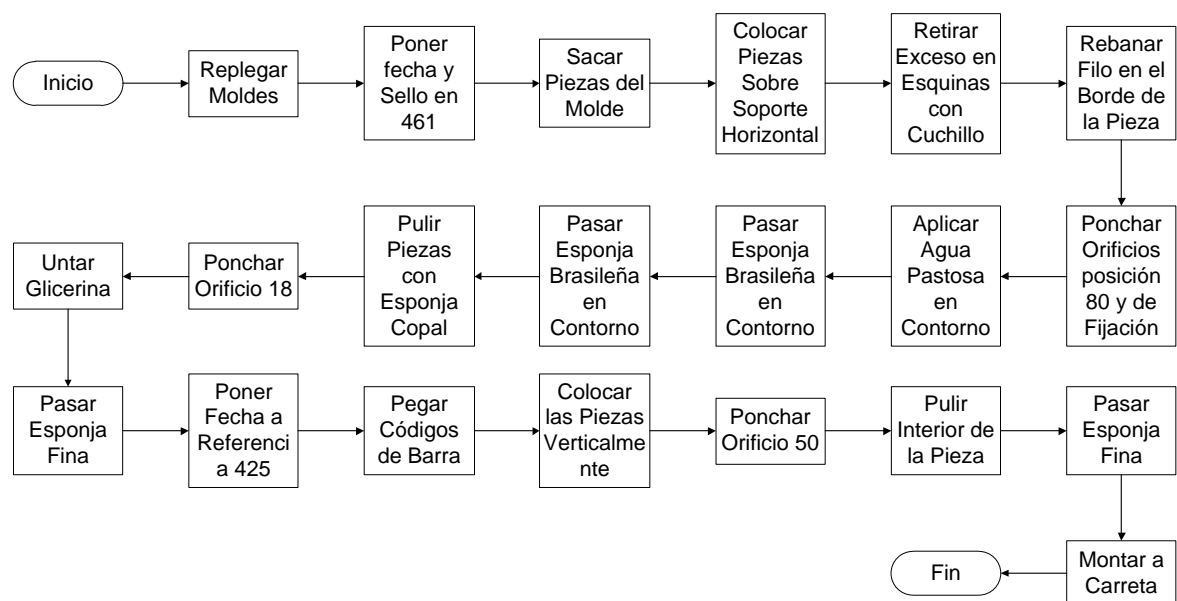 Inicio
Replegar
Moldes
Poner
fecha y
Sello en
461
Sacar
Piezas del
Molde
Colocar
Piezas
Sobre
Soporte
Horizontal
Retirar
Exceso en
Esquinas
con
Cuchillo
Rebanar
Filo en el
Borde de
la Pieza
Ponchar
Orificios
posición
80 y de
Fijación
Aplicar
Agua
Pastosa
en
Contorno
Pasar
Esponja
Brasileña
en
Contorno
Pasar
Esponja
Brasileña
en
Contorno
Pulir
Piezas
con
Esponja
Copal
Ponchar
Orificio 18
Untar
Glicerina
Pasar
Esponja
Fina
Poner
Fecha a
Referenci
a 425
Pegar
Códigos
de Barra
Colocar
las Piezas
Verticalme
nte
Ponchar
Orificio 50
Pulir
Interior de
la Pieza
Pasar
Esponja
Fina
Montar a
Carreta
Fin